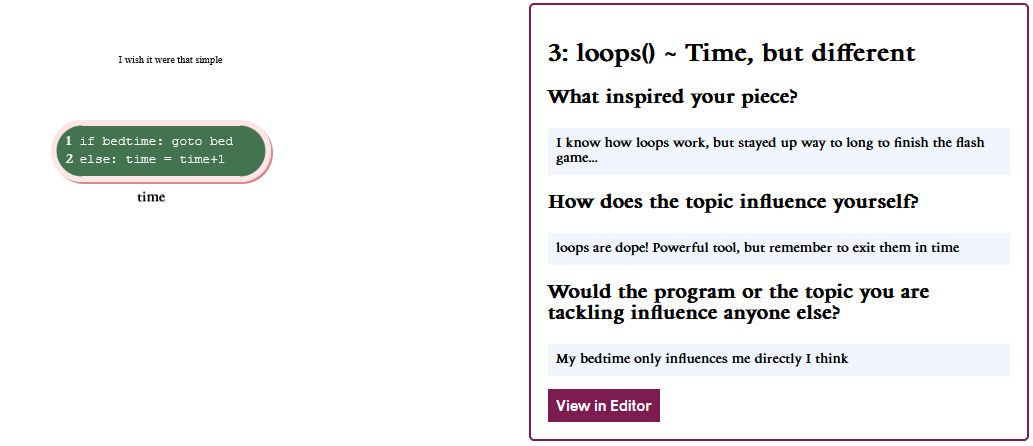 I wish it were that simple
1 if bedtime: goto bed
2 else: time = time+1
time
3: loops() ~ Time, but different
What inspired your piece?
I know how loops work, but stayed up way to long to finish the flash
game...
How does the topic influence yourself?
loops are dope! Powerful tool, but remember to exit them in time
Would the program or the topic you are
tackling influence anyone else?
My bedtime only influences me directly I think
View in Editor